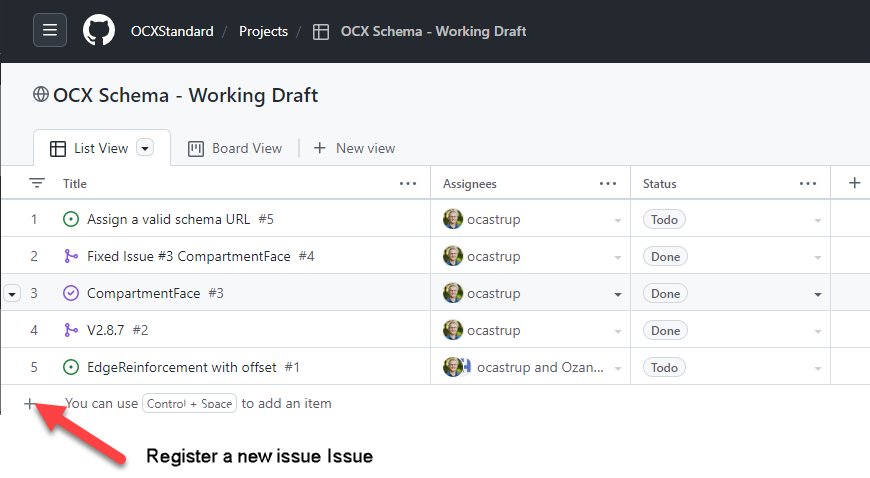 OCXStandard / Projects / OCX Schema - Working Draft
OCX Schema - Working Draft
List View Board View + New view
Title ... Assignees ... Status ... +
1 Assign a valid schema URL #5 ocastrup Todo
2 Fixed Issue #3 CompartmentFace #4 ocastrup Done
3 CompartmentFace #3 ocastrup Done
4 V2.8.7 #2 ocastrup Done
5 EdgeReinforcement with offset #1 ocastrup and Ozan... Todo
+ You can use Control + Space to add an item
Register a new issue Issue